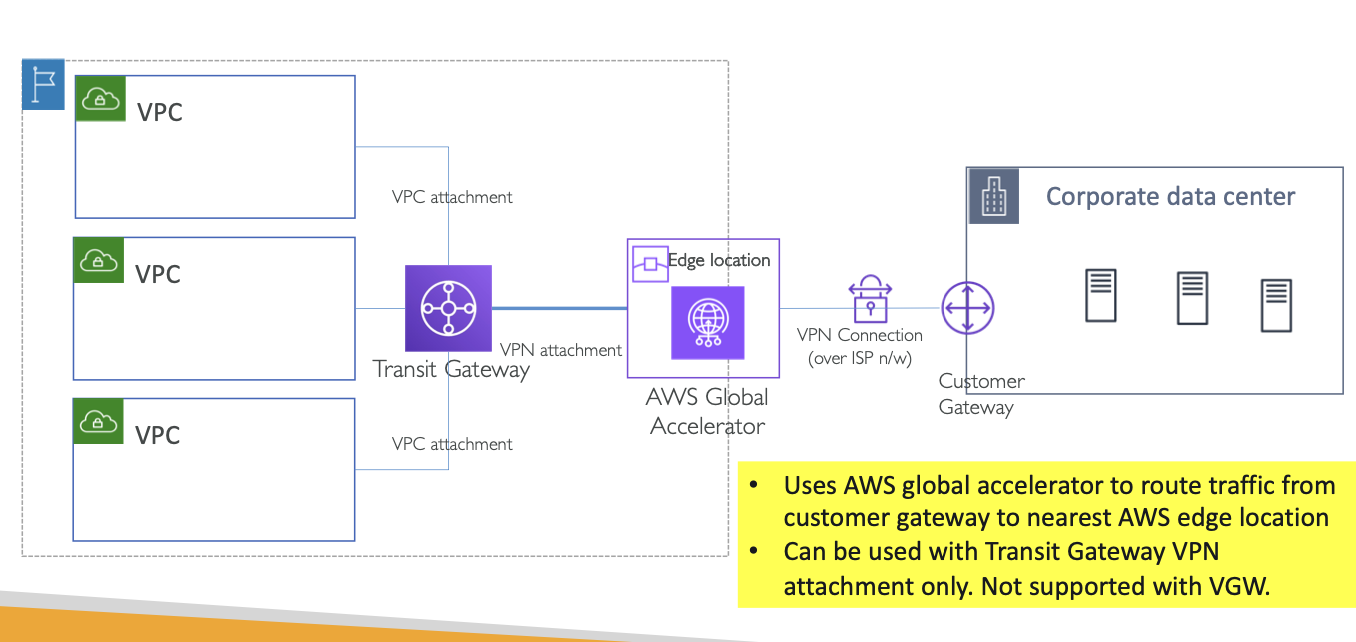 VPC
VPC attachment
VPC
Transit Gateway
VPN attachment
VPC
VPC attachment
Edge location
AWS Global
Accelerator
VPN Connection
(over ISP n/w)
Customer
Gateway
Corporate data center
• Uses AWS global accelerator to route traffic from
customer gateway to nearest AWS edge location
• Can be used with Transit Gateway VPN
attachment only. Not supported with VGW.